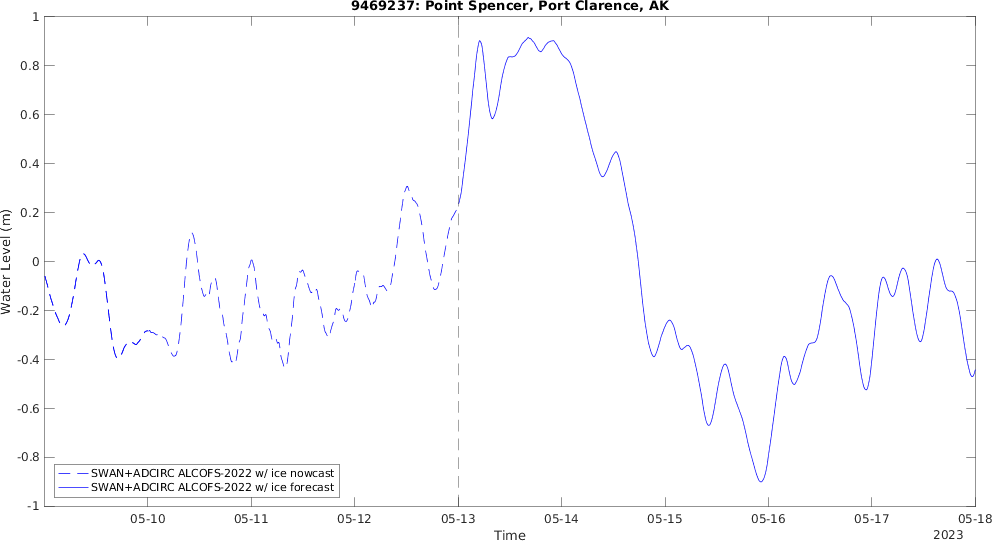 9469237: Point Spencer, Port Clarence, AK
1
0.8
0.6
0.4
0.2
0
-0.2
-0.4
-0.6
-0.8
-1
Water Level (m)
SWAN+ADCIRC ALCOFS-2022 w/ ice nowcast
SWAN+ADCIRC ALCOFS-2022 w/ ice forecast
05-10 05-11 05-12 05-13 05-14 05-15 05-16 05-17 05-18
Time
2023